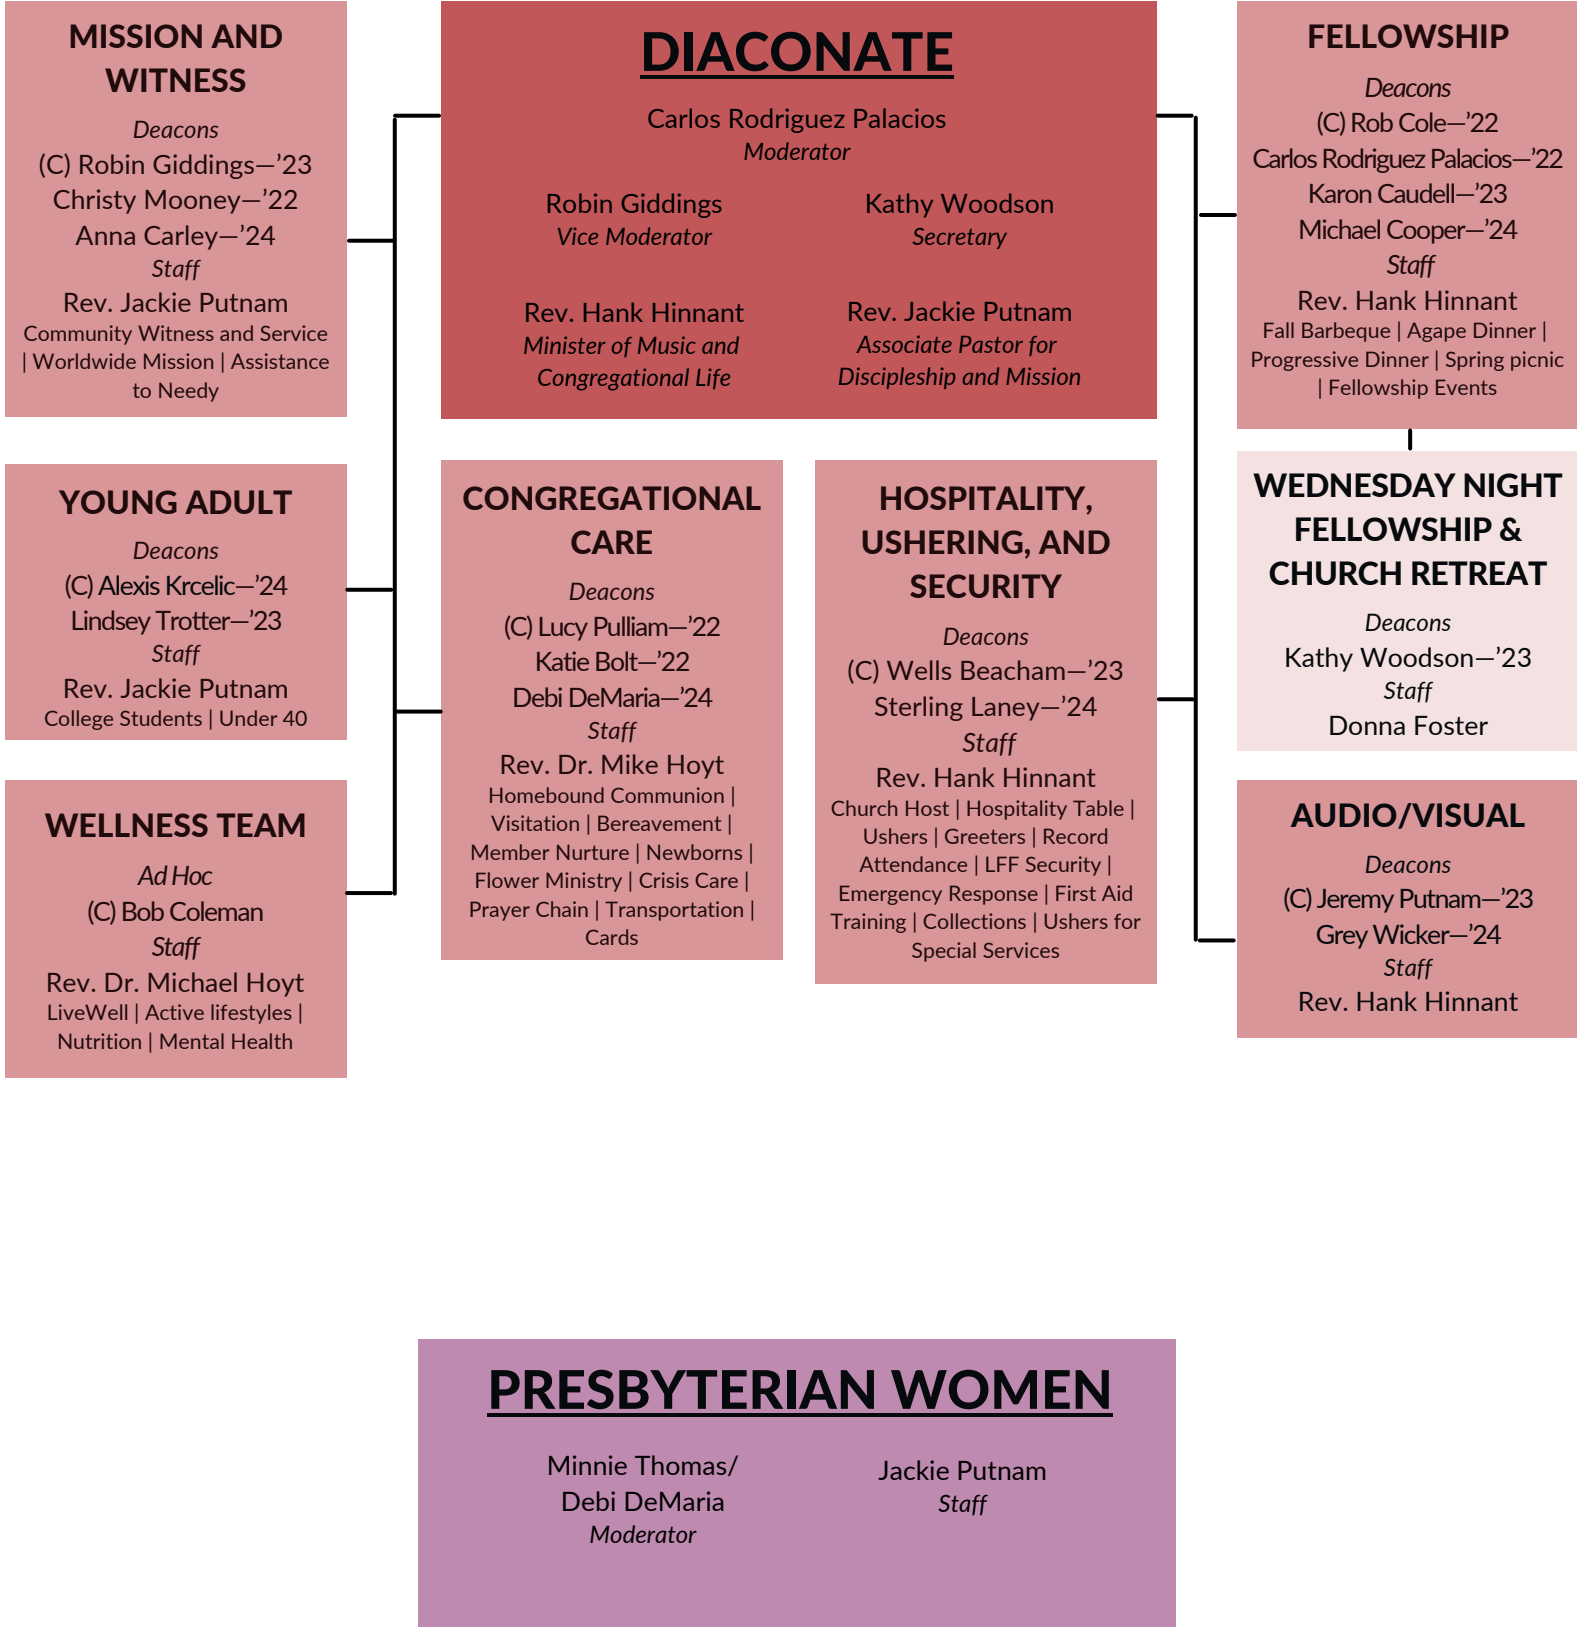 MISSION AND
WITNESS
Deacons
(C) Robin Giddings—’23
Christy Mooney—’22
Anna Carley—’24
Staff
Rev. Jackie Putnam
Community Witness and Service
| Worldwide Mission | Assistance
to Needy
DIACONATE
Carlos Rodriguez Palacios
Moderator
Robin Giddings
Vice Moderator
Kathy Woodson
Secretary
Rev. Hank Hinnant
Minister of Music and
Congregational Life
Rev. Jackie Putnam
Associate Pastor for
Discipleship and Mission
FELLOWSHIP
Deacons
(C) Rob Cole—’22
Carlos Rodriguez Palacios—’22
Karon Caudell—’23
Michael Cooper—’24
Staff
Rev. Hank Hinnant
Fall Barbeque | Agape Dinner |
Progressive Dinner | Spring picnic
| Fellowship Events
YOUNG ADULT
Deacons
(C) Alexis Krcelic—’24
Lindsey Trotter—’23
Staff
Rev. Jackie Putnam
College Students | Under 40
CONGREGATIONAL
CARE
Deacons
(C) Lucy Pulliam—’22
Katie Bolt—’22
Debi DeMaria—’24
Staff
Rev. Dr. Mike Hoyt
Homebound Communion |
Visitation | Bereavement |
Member Nurture | Newborns |
Flower Ministry | Crisis Care |
Prayer Chain | Transportation |
Cards
HOSPITALITY,
USHERING, AND
SECURITY
Deacons
(C) Wells Beacham—’23
Sterling Laney—’24
Staff
Rev. Hank Hinnant
Church Host | Hospitality Table |
Ushers | Greeters | Record
Attendance | LFF Security |
Emergency Response | First Aid
Training | Collections | Ushers for
Special Services
WEDNESDAY NIGHT
FELLOWSHIP &
CHURCH RETREAT
Deacons
Kathy Woodson—’23
Staff
Donna Foster
WELLNESS TEAM
Ad Hoc
(C) Bob Coleman
Staff
Rev. Dr. Michael Hoyt
LiveWell | Active lifestyles |
Nutrition | Mental Health
AUDIO/VISUAL
Deacons
(C) Jeremy Putnam—’23
Grey Wicker—’24
Staff
Rev. Hank Hinnant
PRESBYTERIAN WOMEN
Minnie Thomas/
Debi DeMaria
Moderator
Jackie Putnam
Staff